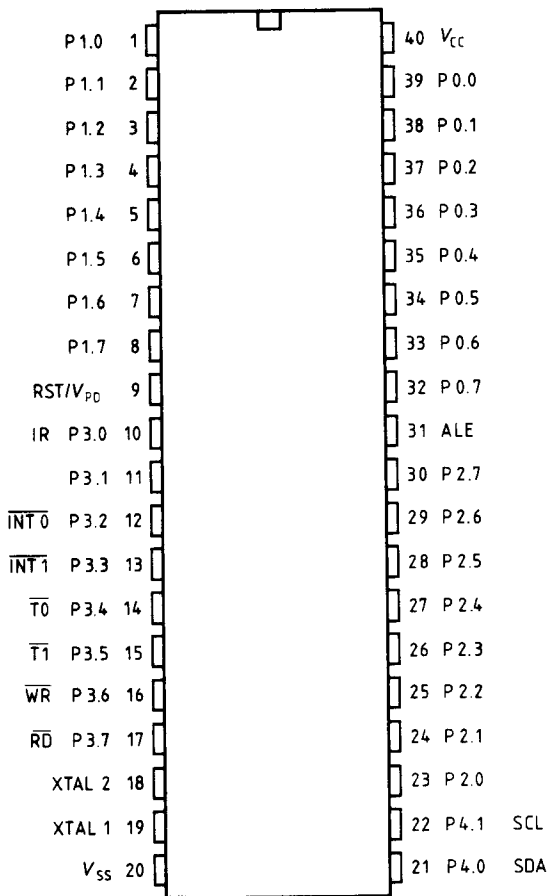 P1.0 1
P1.1 2
P1.2 3
P1.3 4
P1.4 5
P1.5 6
P1.6 7
P1.7 8
RST/VPD 9
IR P3.0 10
P3.1 11
INT0 P3.2 12
INT1 P3.3 13
T0 P3.4 14
T1 P3.5 15
WR P3.6 16
RD P3.7 17
XTAL 2 18
XTAL 1 19
VSS 20
40 VCC
39 P0.0
38 P0.1
37 P0.2
36 P0.3
35 P0.4
34 P0.5
33 P0.6
32 P0.7
31 ALE
30 P2.7
29 P2.6
28 P2.5
27 P2.4
26 P2.3
25 P2.2
24 P2.1
23 P2.0
22 P4.1 SCL
21 P4.0 SDA